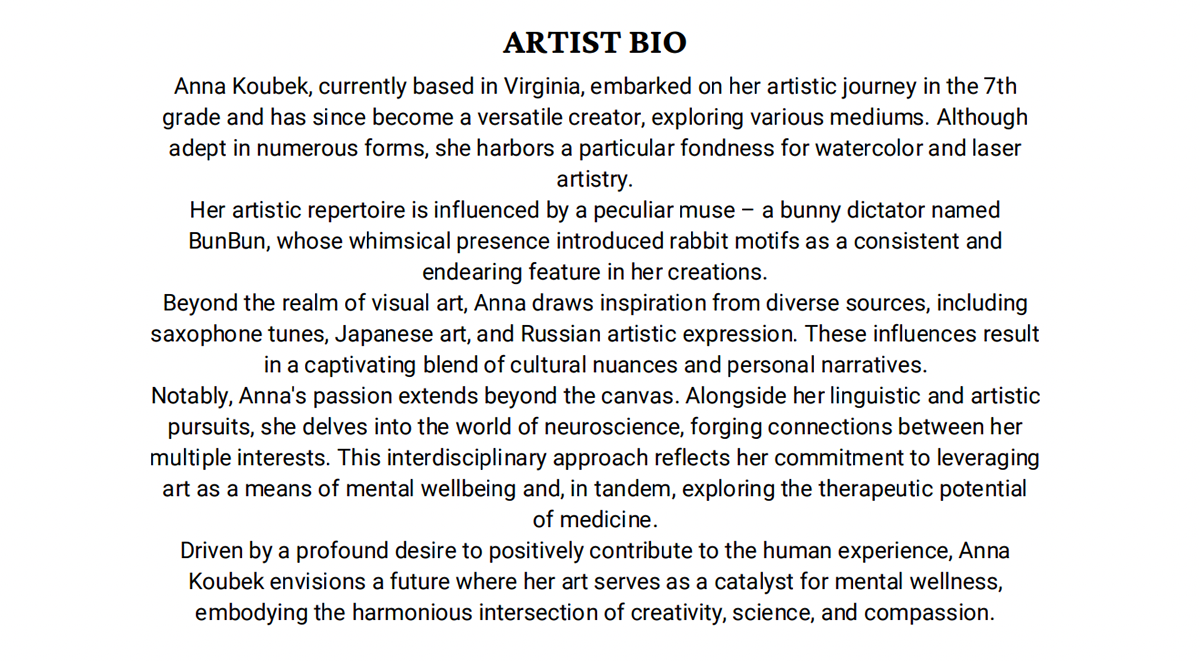 ARTIST BIO
Anna Koubek, currently based in Virginia, embarked on her artistic journey in the 7th
grade and has since become a versatile creator, exploring various mediums. Although
adept in numerous forms, she harbors a particular fondness for watercolor and laser
artistry.
Her artistic repertoire is influenced by a peculiar muse – a bunny dictator named
BunBun, whose whimsical presence introduced rabbit motifs as a consistent and
endearing feature in her creations.
Beyond the realm of visual art, Anna draws inspiration from diverse sources, including
saxophone tunes, Japanese art, and Russian artistic expression. These influences result
in a captivating blend of cultural nuances and personal narratives.
Notably, Anna's passion extends beyond the canvas. Alongside her linguistic and artistic
pursuits, she delves into the world of neuroscience, forging connections between her
multiple interests. This interdisciplinary approach reflects her commitment to leveraging
art as a means of mental wellbeing and, in tandem, exploring the therapeutic potential
of medicine.
Driven by a profound desire to positively contribute to the human experience, Anna
Koubek envisions a future where her art serves as a catalyst for mental wellness,
embodying the harmonious intersection of creativity, science, and compassion.